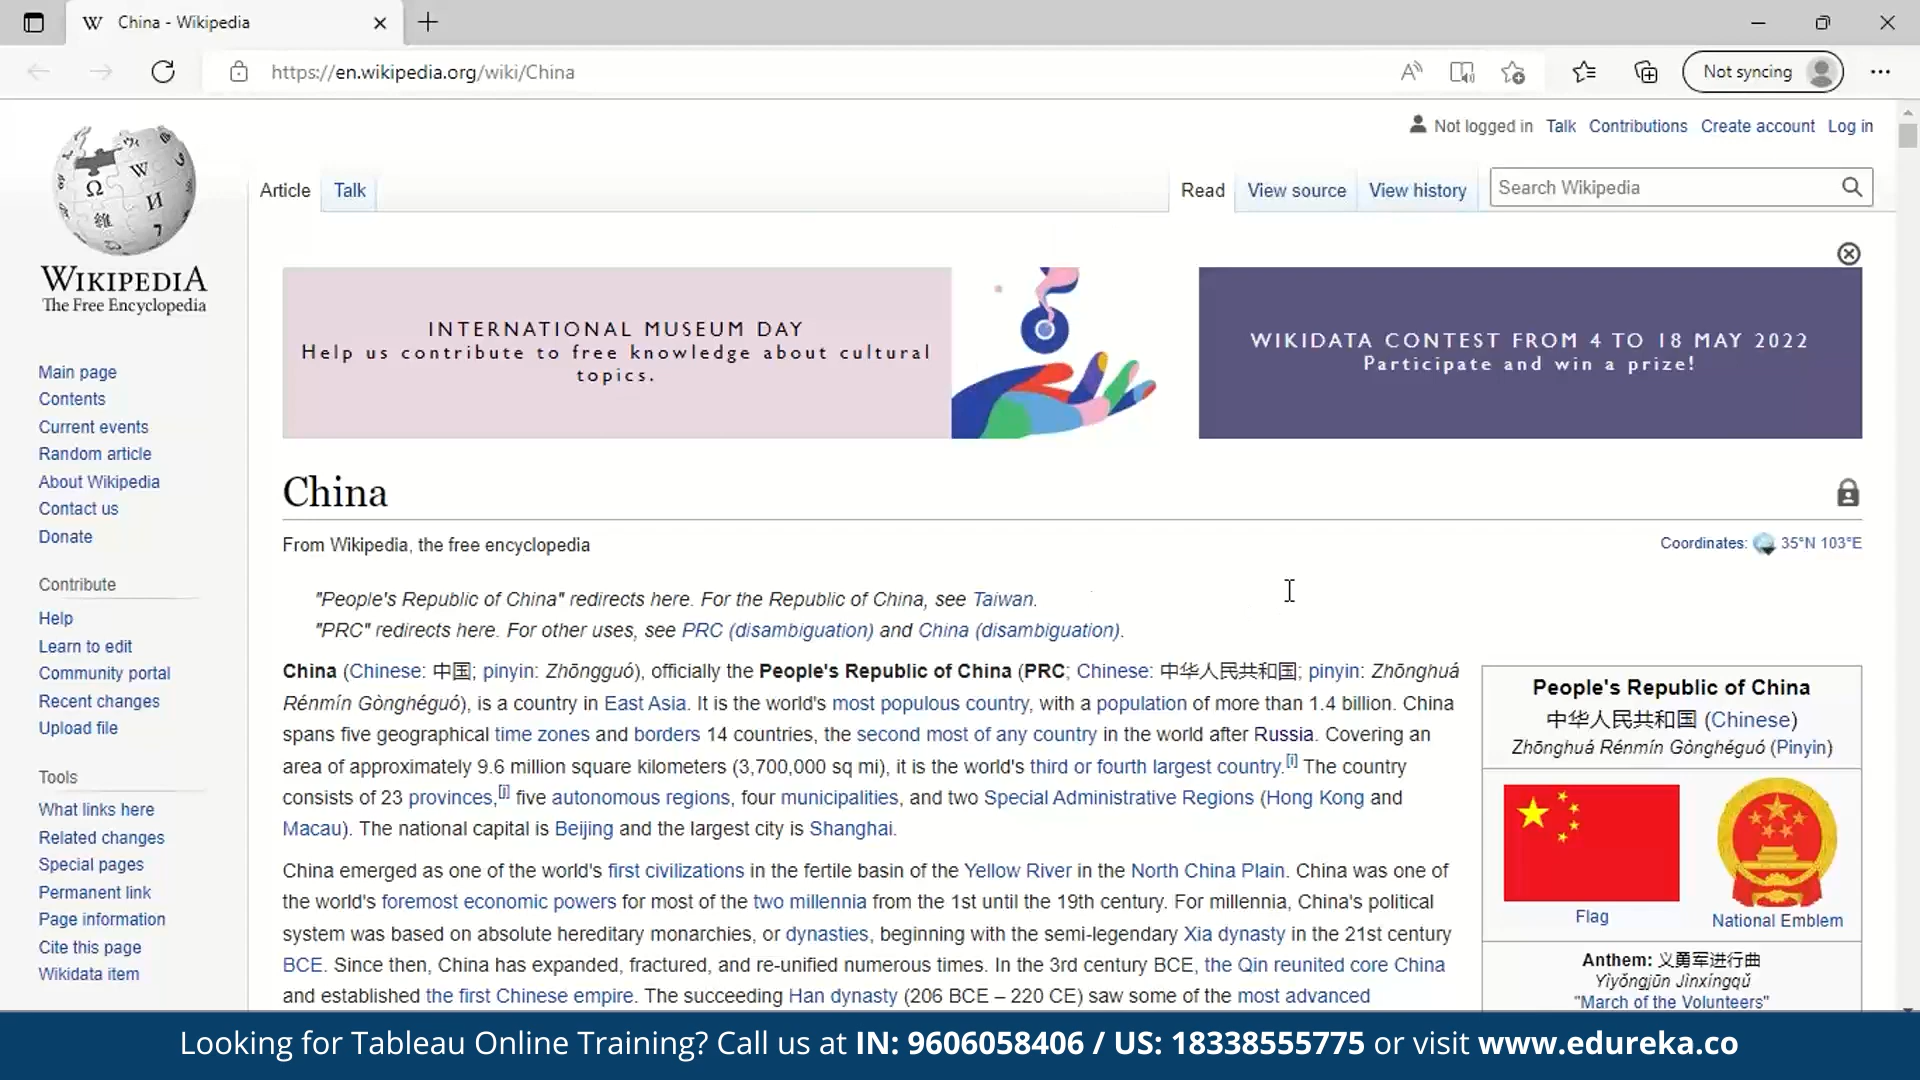 China - Wikipedia
https://en.wikipedia.org/wiki/China
Not syncing
Not logged in Talk Contributions Create account Log in
Article Talk Read View source View history Search Wikipedia
WIKIPEDIA
The Free Encyclopedia
Main page
Contents
Current events
Random article
About Wikipedia
Contact us
Donate
Contribute
Help
Learn to edit
Community portal
Recent changes
Upload file
Tools
What links here
Related changes
Special pages
Permanent link
Page information
Cite this page
Wikidata item
INTERNATIONAL MUSEUM DAY
Help us contribute to free knowledge about cultural
topics.
WIKIDATA CONTEST FROM 4 TO 18 MAY 2022
Participate and win a prize!
China
From Wikipedia, the free encyclopedia
Coordinates: 35°N 103°E
"People's Republic of China" redirects here. For the Republic of China, see Taiwan.
"PRC" redirects here. For other uses, see PRC (disambiguation) and China (disambiguation).
China (Chinese: 中国; pinyin: Zhōngguó), officially the People's Republic of China (PRC; Chinese: 中华人民共和国; pinyin: Zhōnghuá
Rénmín Gònghéguó), is a country in East Asia. It is the world's most populous country, with a population of more than 1.4 billion. China
spans five geographical time zones and borders 14 countries, the second most of any country in the world after Russia. Covering an
area of approximately 9.6 million square kilometers (3,700,000 sq mi), it is the world's third or fourth largest country.[i] The country
consists of 23 provinces,[j] five autonomous regions, four municipalities, and two Special Administrative Regions (Hong Kong and
Macau). The national capital is Beijing and the largest city is Shanghai.
China emerged as one of the world's first civilizations in the fertile basin of the Yellow River in the North China Plain. China was one of
the world's foremost economic powers for most of the two millennia from the 1st until the 19th century. For millennia, China's political
system was based on absolute hereditary monarchies, or dynasties, beginning with the semi-legendary Xia dynasty in the 21st century
BCE. Since then, China has expanded, fractured, and re-unified numerous times. In the 3rd century BCE, the Qin reunited core China
and established the first Chinese empire. The succeeding Han dynasty (206 BCE – 220 CE) saw some of the most advanced
People's Republic of China
中华人民共和国 (Chinese)
Zhōnghuá Rénmín Gònghéguó (Pinyin)
Flag
National Emblem
Anthem: 义勇军进行曲
Yìyǒngjūn Jìnxíngqǔ
"March of the Volunteers"
Looking for Tableau Online Training? Call us at IN: 9606058406 / US: 18338555775 or visit www.edureka.co